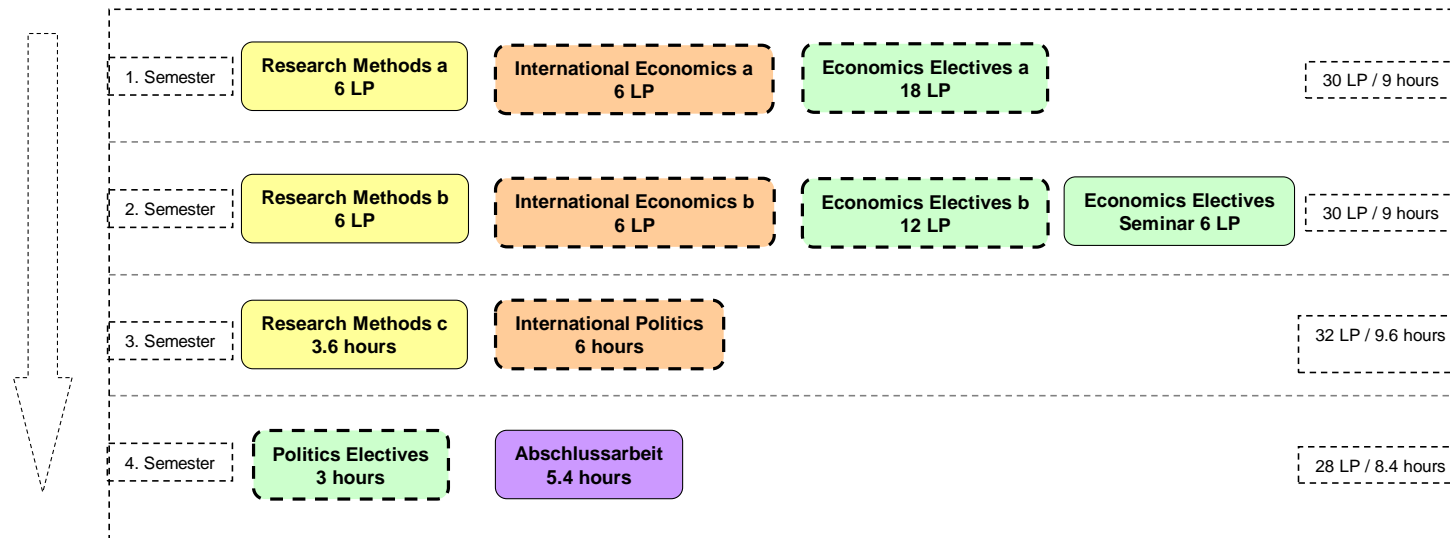 1. Semester
Research Methods a
6 LP
International Economics a
6 LP
Economics Electives a
18 LP
30 LP / 9 hours
2. Semester
Research Methods b
6 LP
International Economics b
6 LP
Economics Electives b
12 LP
Economics Electives
Seminar 6 LP
30 LP / 9 hours
3. Semester
Research Methods c
3.6 hours
International Politics
6 hours
32 LP / 9.6 hours
4. Semester
Politics Electives
3 hours
Abschlussarbeit
5.4 hours
28 LP / 8.4 hours